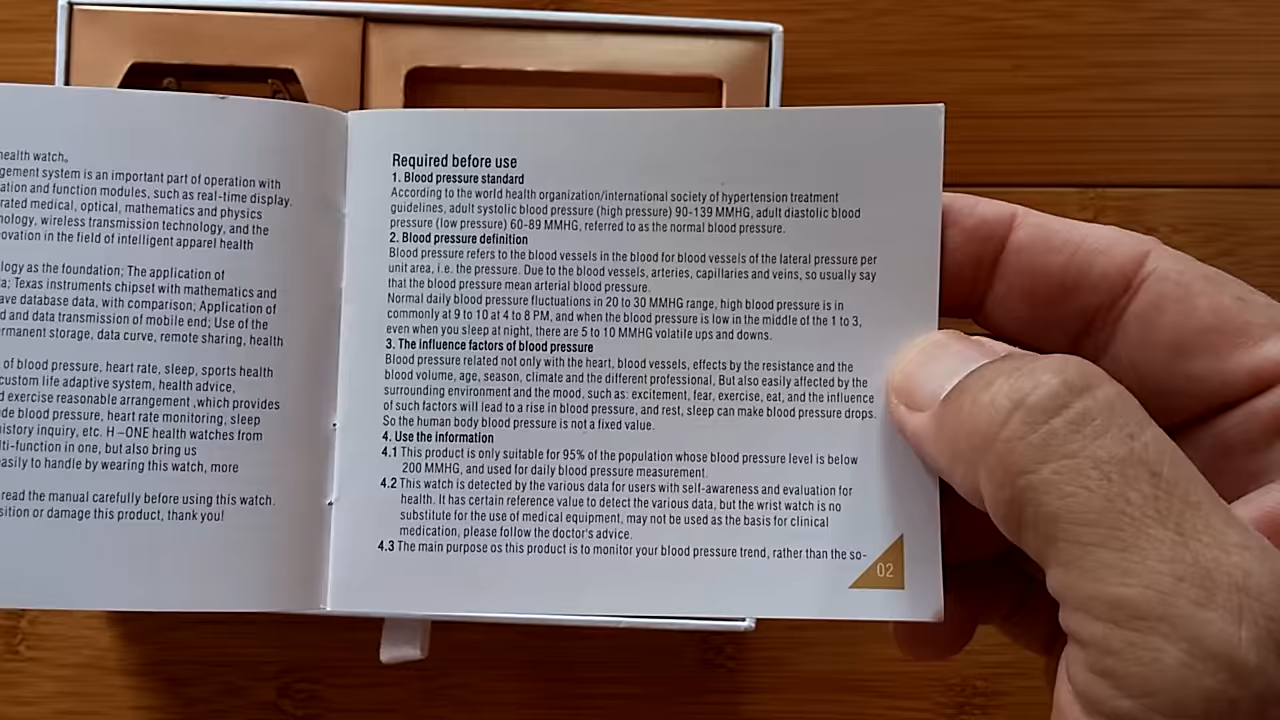 health watch。
gement system is an important part of operation with
ation and function modules, such as real-time display.
rated medical, optical, mathematics and physics
nology, wireless transmission technology, and the
ovation in the field of intelligent apparel health
logy as the foundation; The application of
ta; Texas instruments chipset with mathematics and
ave database data, with comparison; Application of
d and data transmission of mobile end; Use of the
rmanent storage, data curve, remote sharing, health
of blood pressure, heart rate, sleep, sports health
custom life adaptive system, health advice,
d exercise reasonable arrangement ,which provides
de blood pressure, heart rate monitoring, sleep
history inquiry, etc. H –ONE health watches from
lti-function in one, but also bring us
easily to handle by wearing this watch, more
read the manual carefully before using this watch.
sition or damage this product, thank you!
Required before use
1. Blood pressure standard
According to the world health organization/international society of hypertension treatment
guidelines, adult systolic blood pressure (high pressure) 90-139 MMHG, adult diastolic blood
pressure (low pressure) 60-89 MMHG, referred to as the normal blood pressure.
2. Blood pressure definition
Blood pressure refers to the blood vessels in the blood for blood vessels of the lateral pressure per
unit area, i.e. the pressure. Due to the blood vessels, arteries, capillaries and veins, so usually say
that the blood pressure mean arterial blood pressure.
Normal daily blood pressure fluctuations in 20 to 30 MMHG range, high blood pressure is in
commonly at 9 to 10 at 4 to 8 PM, and when the blood pressure is low in the middle of the 1 to 3,
even when you sleep at night, there are 5 to 10 MMHG volatile ups and downs.
3. The influence factors of blood pressure
Blood pressure related not only with the heart, blood vessels, effects by the resistance and the
blood volume, age, season, climate and the different professional. But also easily affected by the
surrounding environment and the mood, such as: excitement, fear, exercise, eat, and the influence
of such factors will lead to a rise in blood pressure, and rest, sleep can make blood pressure drops.
So the human body blood pressure is not a fixed value.
4. Use the information
4.1 This product is only suitable for 95% of the population whose blood pressure level is below
200 MMHG, and used for daily blood pressure measurement.
4.2 This watch is detected by the various data for users with self-awareness and evaluation for
health. It has certain reference value to detect the various data, but the wrist watch is no
substitute for the use of medical equipment, may not be used as the basis for clinical
medication, please follow the doctor's advice.
4.3 The main purpose os this product is to monitor your blood pressure trend, rather than the so-
02